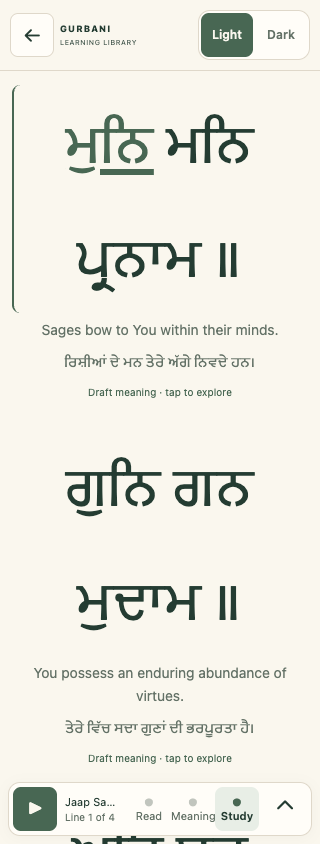 GURBANI
LEARNING LIBRARY
Light
Dark
ਮੁਨਿ ਮਨਿ
ਪ੍ਰਨਾਮ ॥
Sages bow to You within their minds.
ਰਿਸ਼ੀਆਂ ਦੇ ਮਨ ਤੇਰੇ ਅੱਗੇ ਨਿਵਦੇ ਹਨ।
Draft meaning · tap to explore
ਗੁਨਿ ਗਨ
ਮੁਦਾਮ ॥
You possess an enduring abundance of
virtues.
ਤੇਰੇ ਵਿੱਚ ਸਦਾ ਗੁਣਾਂ ਦੀ ਭਰਪੂਰਤਾ ਹੈ।
Draft meaning · tap to explore
Jaap Sa...
Line 1 of 4
Read
Meaning
Study